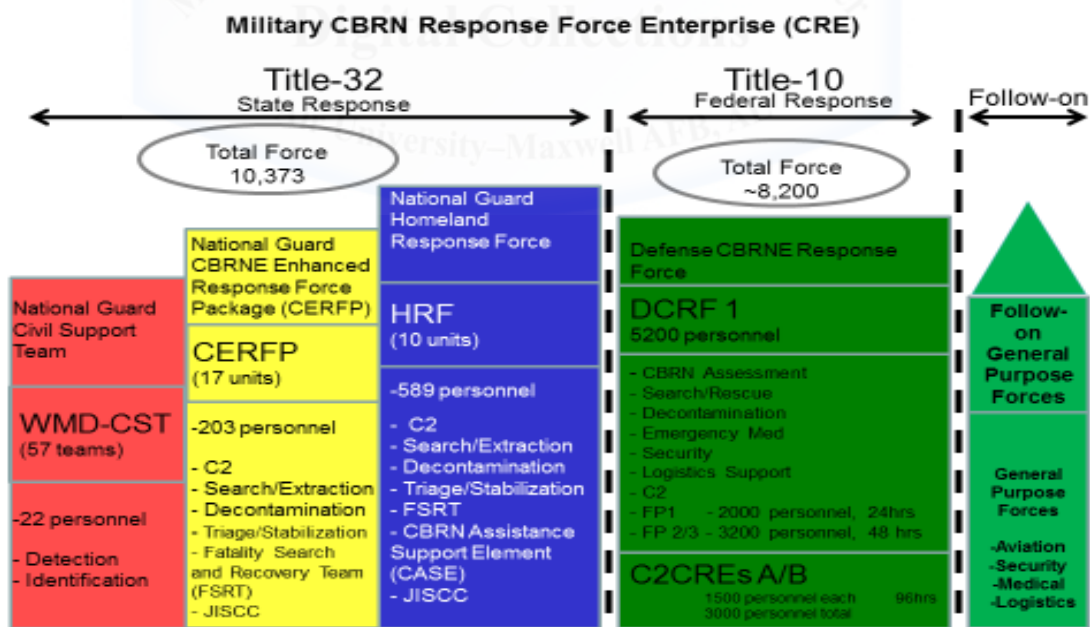 Military CBRN Response Force Enterprise (CRE)
Digital Collections
Title-32
State Response
Total Force
10,373
Title-10
Federal Response
Total Force
~8,200
Follow-on
University–Maxwell AFB, A
National Guard
Civil Support
Team
WMD-CST
(57 teams)
-22 personnel
- Detection
- Identification
National Guard
CBRNE Enhanced
Response Force
Package (CERFP)
CERFP
(17 units)
-203 personnel
- C2
- Search/Extraction
- Decontamination
- Triage/Stabilization
- Fatality Search
and Recovery Team
(FSRT)
- JISCC
National Guard
Homeland
Response Force
HRF
(10 units)
-589 personnel
- C2
- Search/Extraction
- Decontamination
- Triage/Stabilization
- FSRT
- CBRN Assistance
Support Element
(CASE)
- JISCC
Defense CBRNE Response
Force
DCRF 1
5200 personnel
- CBRN Assessment
- Search/Rescue
- Decontamination
- Emergency Med
- Security
- Logistics Support
- C2
- FP1 - 2000 personnel, 24hrs
- FP 2/3 - 3200 personnel, 48 hrs
C2CREs A/B
1500 personnel each 96hrs
3000 personnel total
Follow-
on
General
Purpose
Forces
General
Purpose
Forces
-Aviation
-Security
-Medical
-Logistics